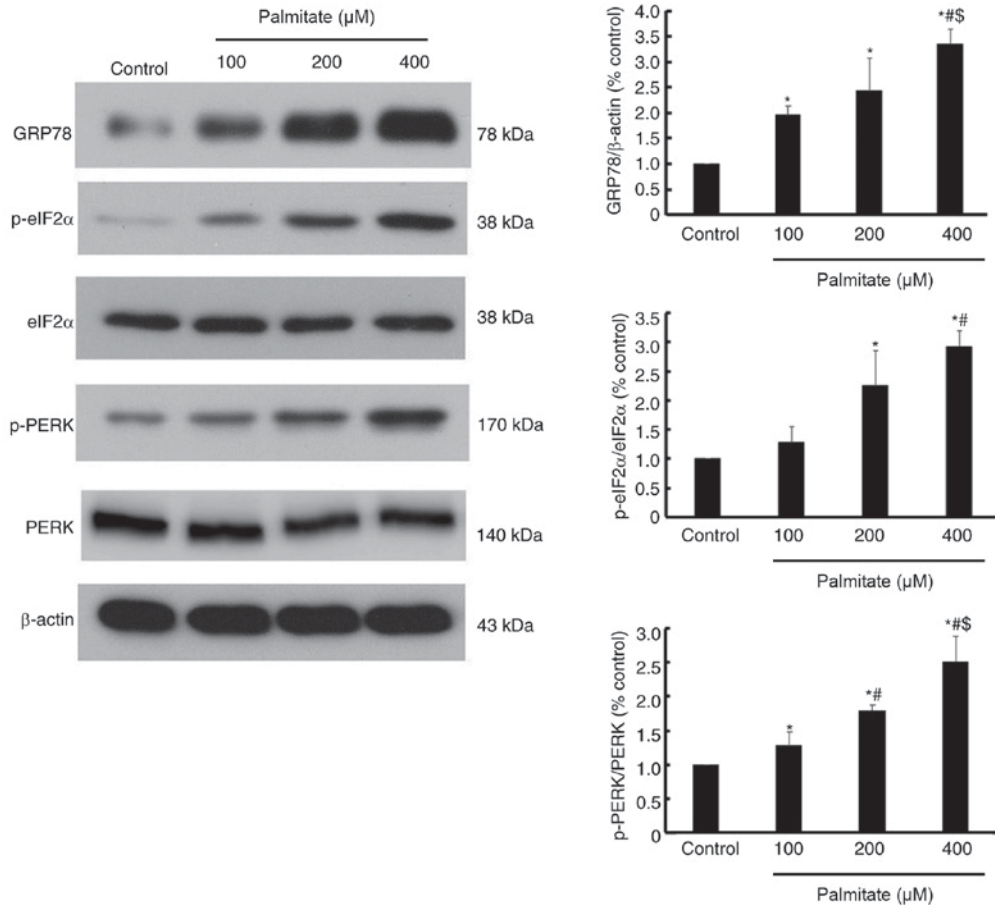 Palmitate (µM)
Control 100 200 400
GRP78 78 kDa
p-eIF2α 38 kDa
eIF2α 38 kDa
p-PERK 170 kDa
PERK 140 kDa
β-actin 43 kDa
GRP78/β-actin (% control)
4.0
3.5
3.0
2.5
2.0
1.5
1.0
0.5
0
*
*
*#$
Control 100 200 400
Palmitate (µM)
p-eIF2α/eIF2α (% control)
3.5
3.0
2.5
2.0
1.5
1.0
0.5
0
*
*#
Control 100 200 400
Palmitate (µM)
p-PERK/PERK (% control)
3.0
2.5
2.0
1.5
1.0
0.5
0
*
*#
*#$
Control 100 200 400
Palmitate (µM)